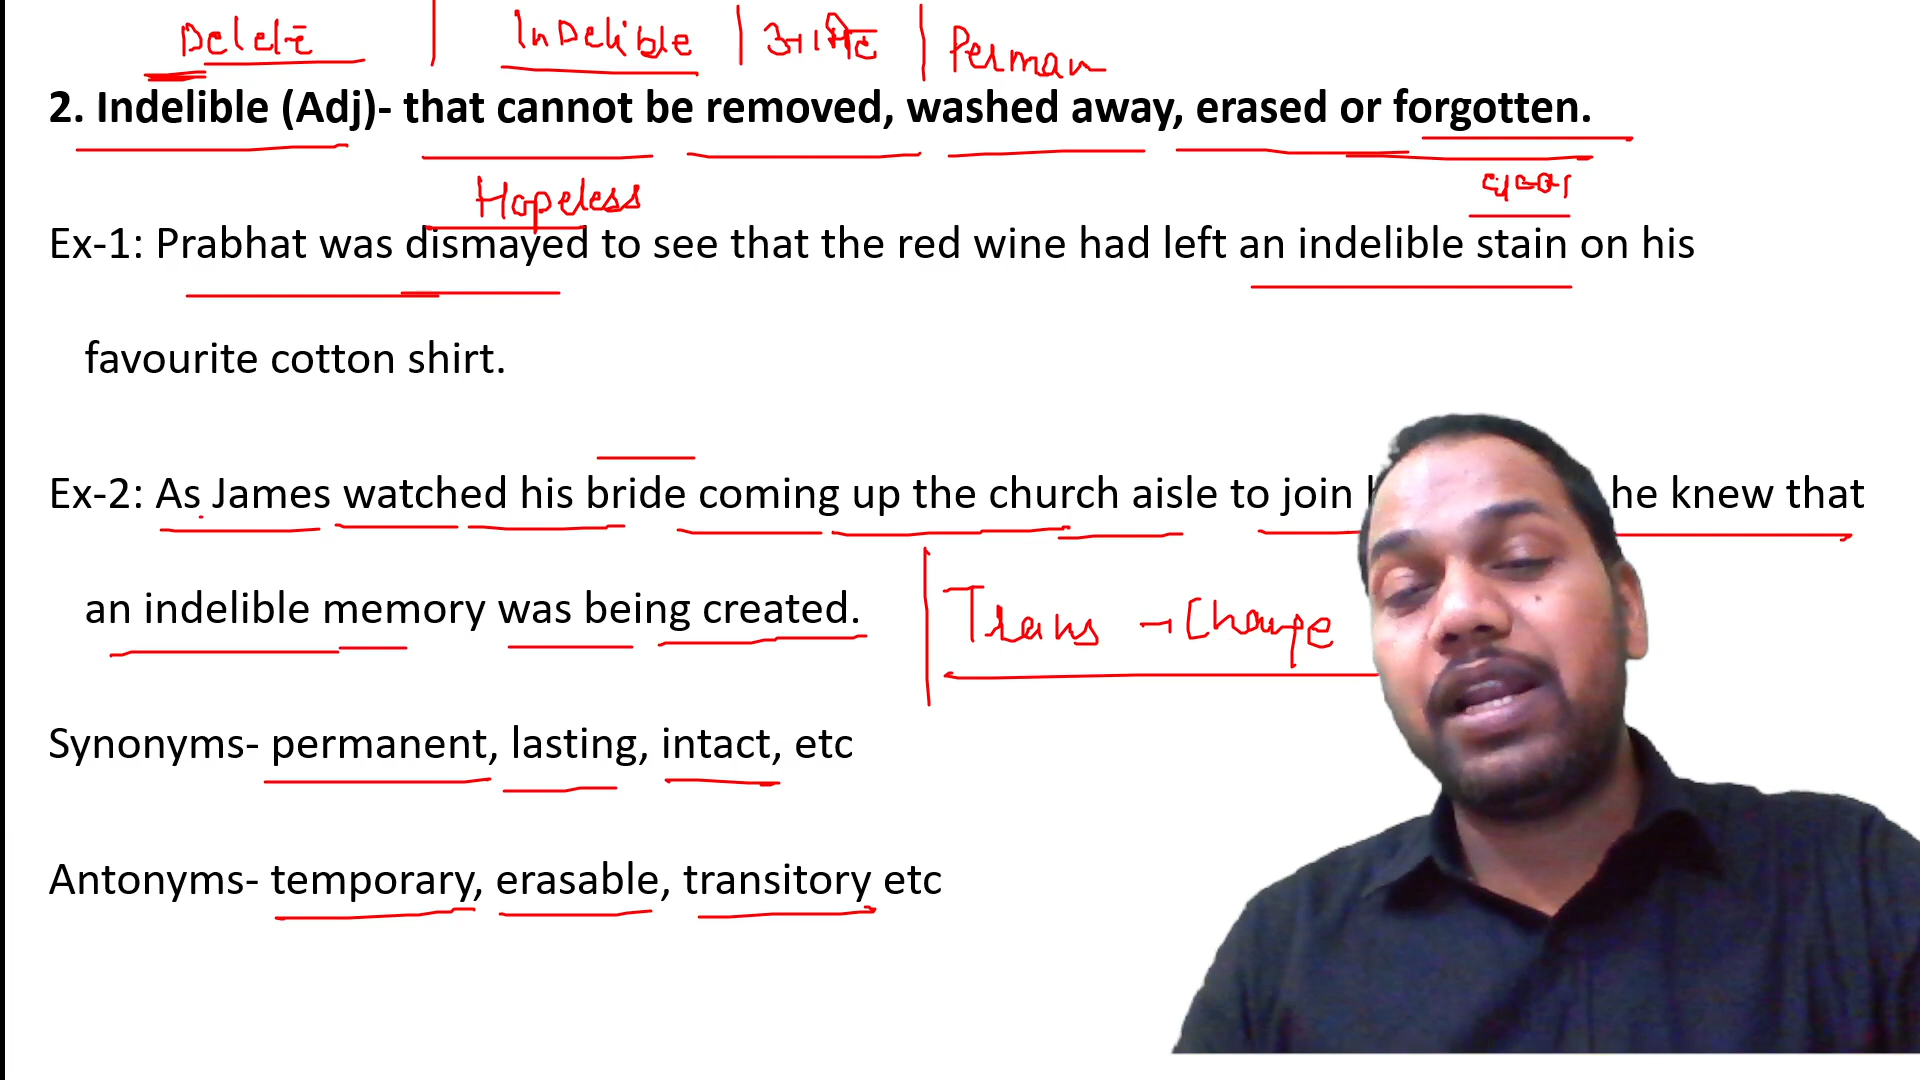 Delete | InDelible | अमिट | Perman
2. Indelible (Adj)- that cannot be removed, washed away, erased or forgotten.
Hopeless
Ex-1: Prabhat was dismayed to see that the red wine had left an indelible stain on his
favourite cotton shirt.
Ex-2: As James watched his bride coming up the church aisle to join he knew that
an indelible memory was being created.
Trans → Change
Synonyms- permanent, lasting, intact, etc
Antonyms- temporary, erasable, transitory etc